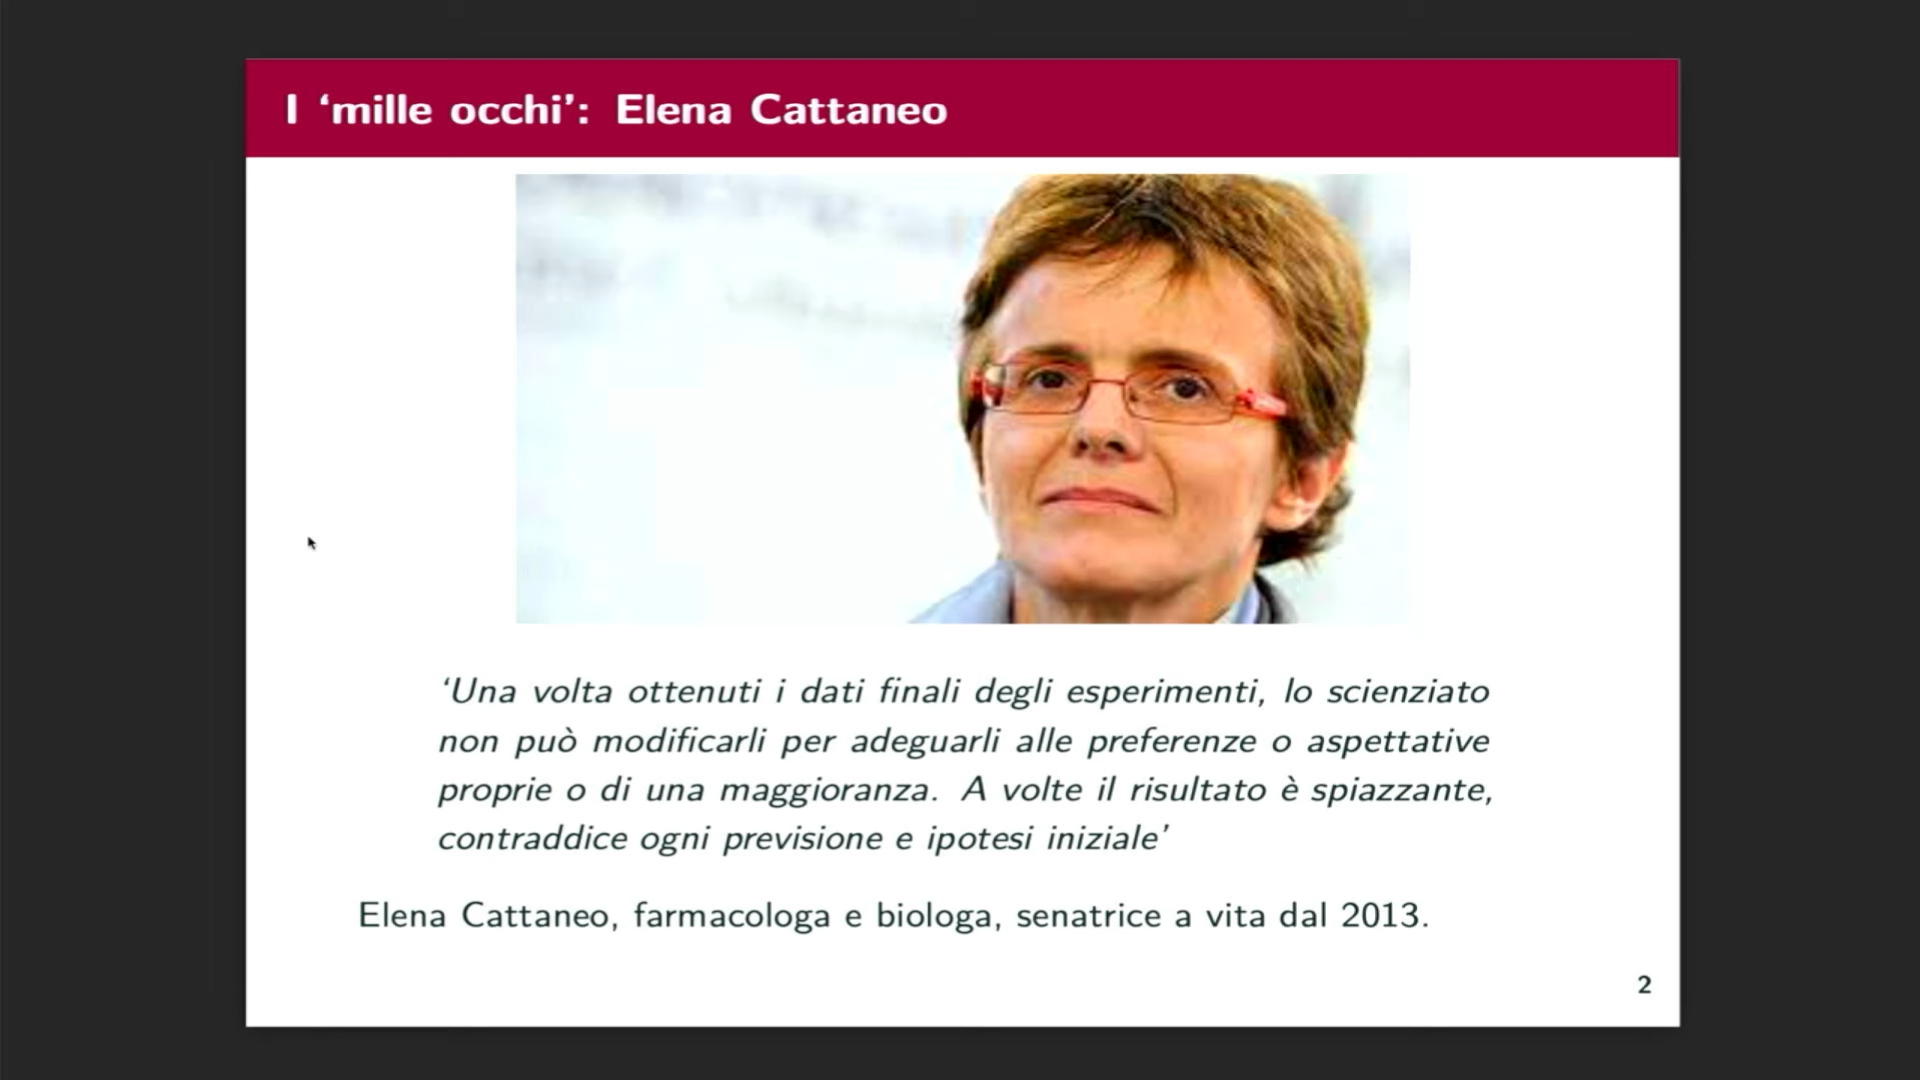 I ‘mille occhi’: Elena Cattaneo
‘Una volta ottenuti i dati finali degli esperimenti, lo scienziato
non può modificarli per adeguarli alle preferenze o aspettative
proprie o di una maggioranza. A volte il risultato è spiazzante,
contraddice ogni previsione e ipotesi iniziale’
Elena Cattaneo, farmacologa e biologa, senatrice a vita dal 2013.
2